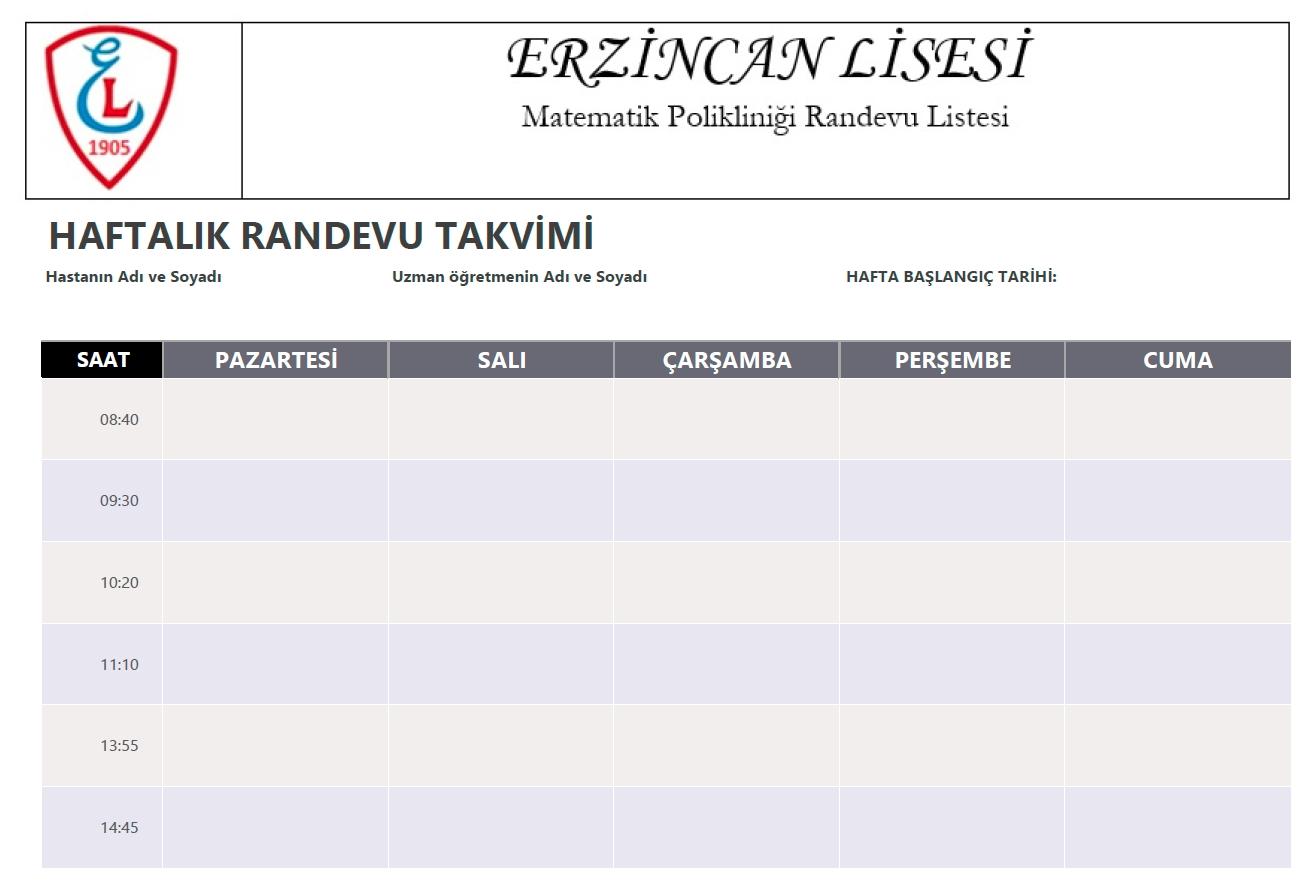 EL
1905
ERZİNCAN LİSESİ
Matematik Polikliniği Randevu Listesi
HAFTALIK RANDEVU TAKVİMİ
Hastanın Adı ve Soyadı Uzman öğretmenin Adı ve Soyadı HAFTA BAŞLANGIÇ TARİHİ:
SAAT PAZARTESİ SALI ÇARŞAMBA PERŞEMBE CUMA
08:40
09:30
10:20
11:10
13:55
14:45